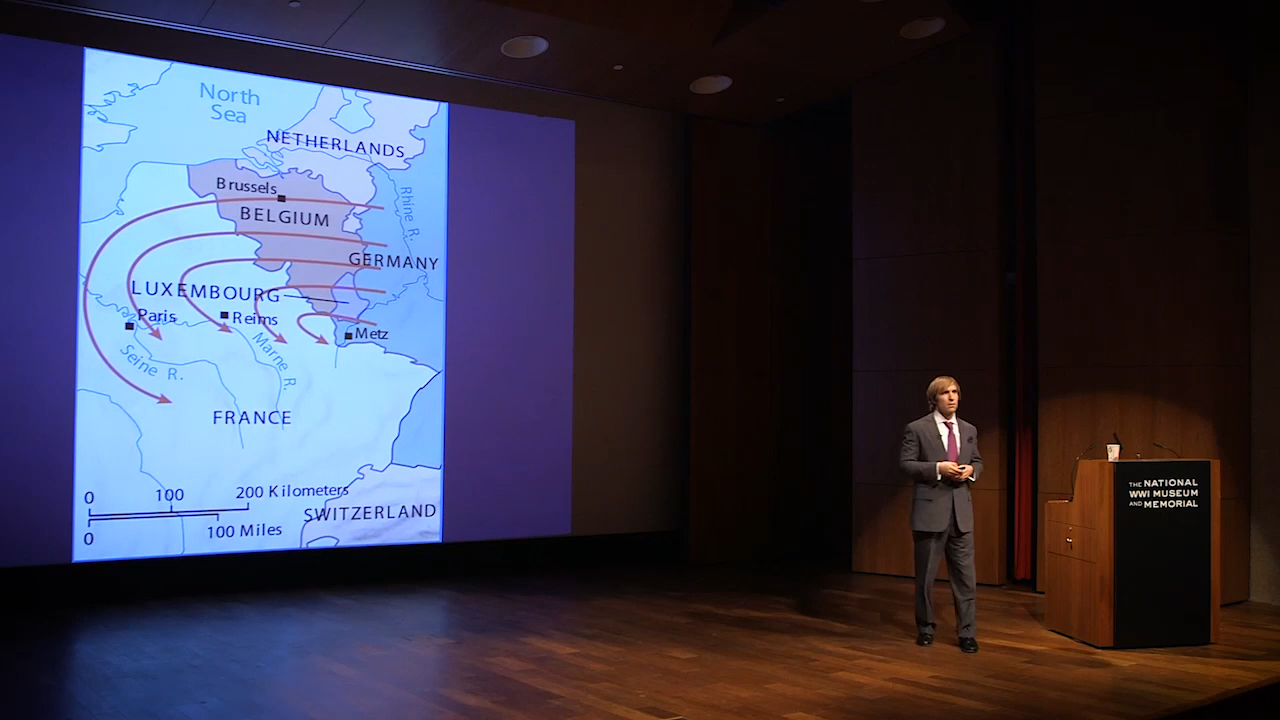 North
Sea
NETHERLANDS
Brussels
Rhine R.
BELGIUM
GERMANY
LUXEMBOURG
Paris
Reims
Metz
Seine R.
Marne R.
FRANCE
0 100 200 Kilometers
SWITZERLAND
0 100 Miles
THE NATIONAL
WWI MUSEUM
AND MEMORIAL